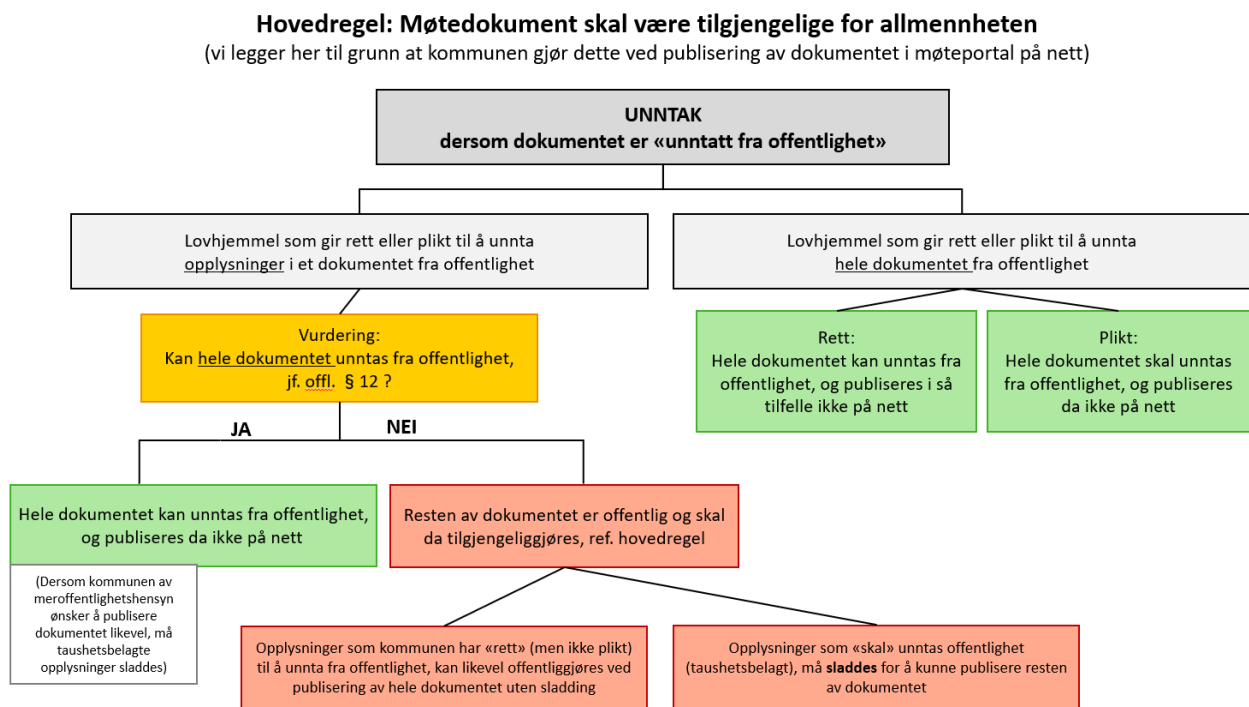 Hovedregel: Møtedokument skal være tilgjengelige for allmennheten
(vi legger her til grunn at kommunen gjør dette ved publisering av dokumentet i møteportal på nett)
UNNTAK
dersom dokumentet er «unntatt fra offentlighet»
Lovhjemmel som gir rett eller plikt til å unnta
opplysninger i et dokumentet fra offentlighet
Lovhjemmel som gir rett eller plikt til å unnta
hele dokumentet fra offentlighet
Vurdering:
Kan hele dokumentet unntas fra offentlighet,
jf. offl. § 12 ?
Rett:
Hele dokumentet kan unntas fra
offentlighet, og publiseres i så
tilfelle ikke på nett
Plikt:
Hele dokumentet skal unntas
fra offentlighet, og publiseres
da ikke på nett
JA
NEI
Hele dokumentet kan unntas fra offentlighet,
og publiseres da ikke på nett
Resten av dokumentet er offentlig og skal
da tilgjengeliggjøres, ref. hovedregel
(Dersom kommunen av
meroffentlighetshensyn
ønsker å publisere
dokumentet likevel, må
taushetsbelagte
opplysninger sladdes)
Opplysninger som kommunen har «rett» (men ikke plikt)
til å unnta fra offentlighet, kan likevel offentliggjøres ved
publisering av hele dokumentet uten sladding
Opplysninger som «skal» unntas offentlighet
(taushetsbelagt), må sladdes for å kunne publisere resten
av dokumentet